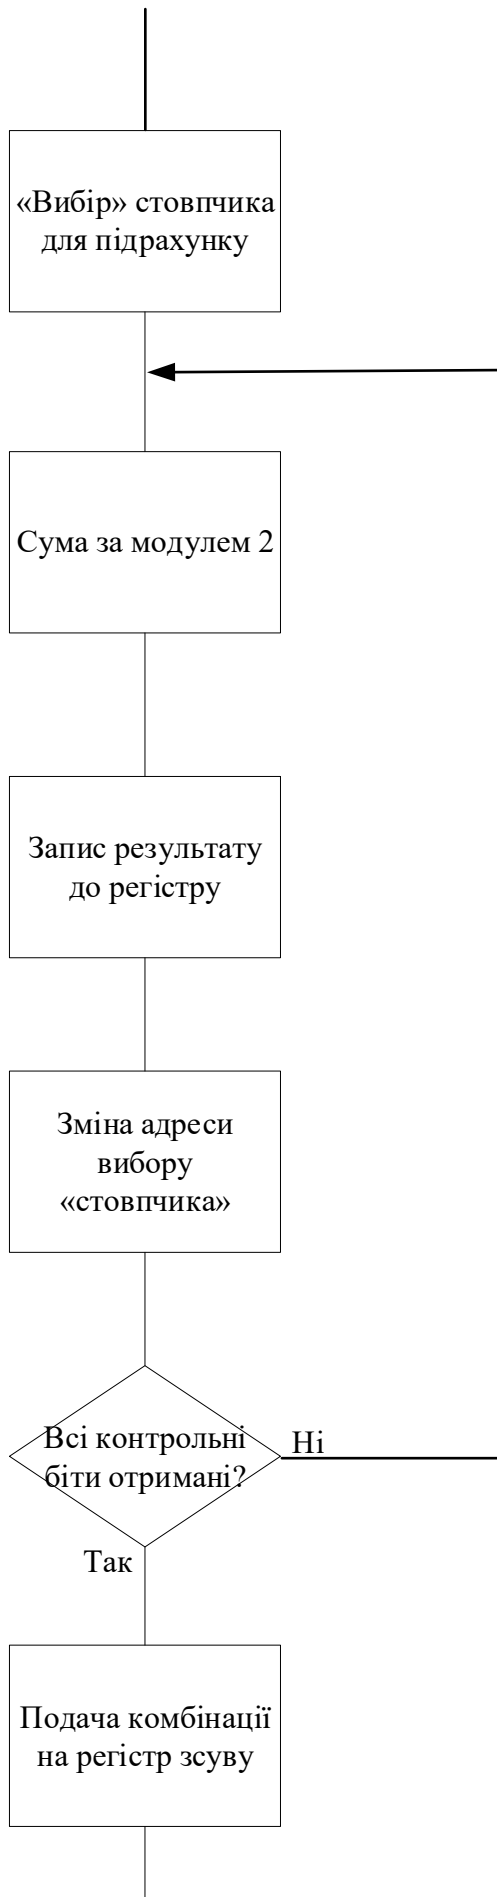 «Вибір» стовпчика
для підрахунку
Сума за модулем 2
Запис результату
до регістру
Зміна адреси
вибору
«стовпчика»
Всі контрольні
біти отримані?
Ні
Так
Подача комбінації
на регістр зсуву